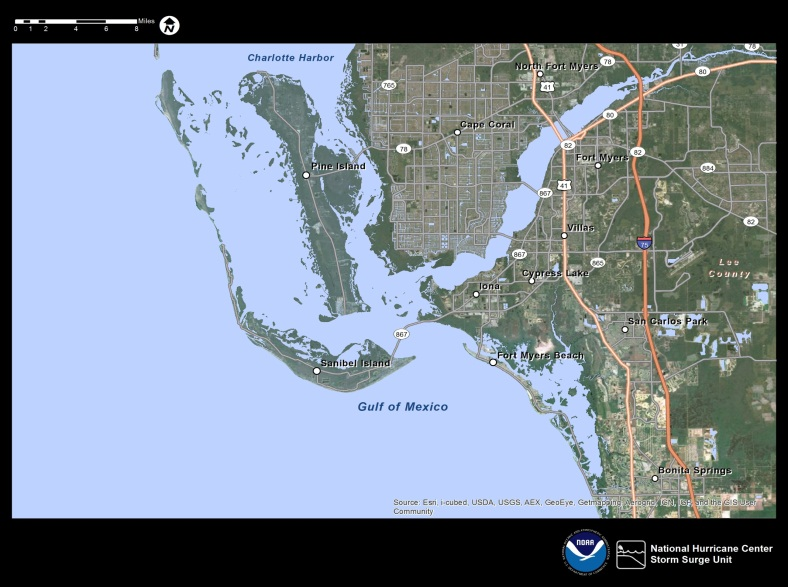 Miles
0 1 2 4 6 8
N
Charlotte Harbor
North Fort Myers
78
78
41
80
80
765
Cape Coral
78
82
Fort Myers
82
884
Pine Island
867
41
82
Villas
75
867
865
Lee
County
Cypress Lake
Iona
San Carlos Park
867
Sanibel Island
Fort Myers Beach
Gulf of Mexico
Bonita Springs
Source: Esri, i-cubed, USDA, USGS, AEX, GeoEye, Getmapping, Aerogrid, IGN, IGP, and the GIS User
Community
NOAA
National Hurricane Center
Storm Surge Unit